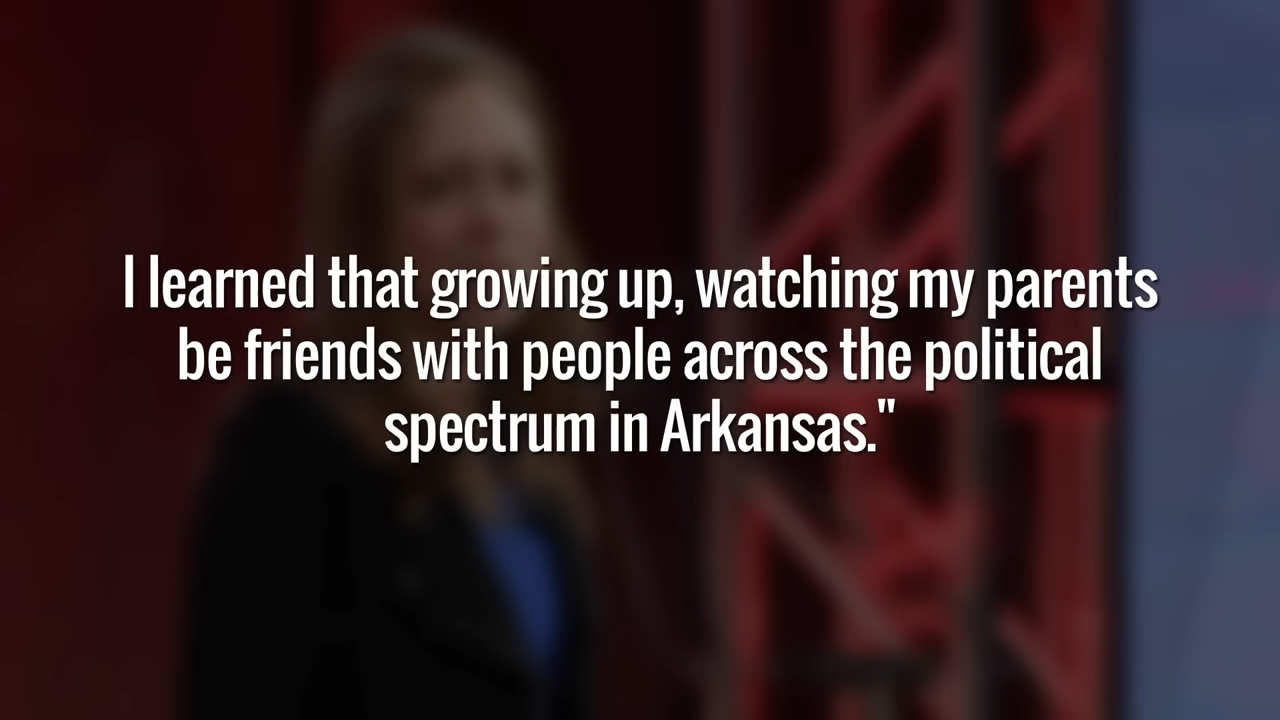 I learned that growing up, watching my parents
be friends with people across the political
spectrum in Arkansas."